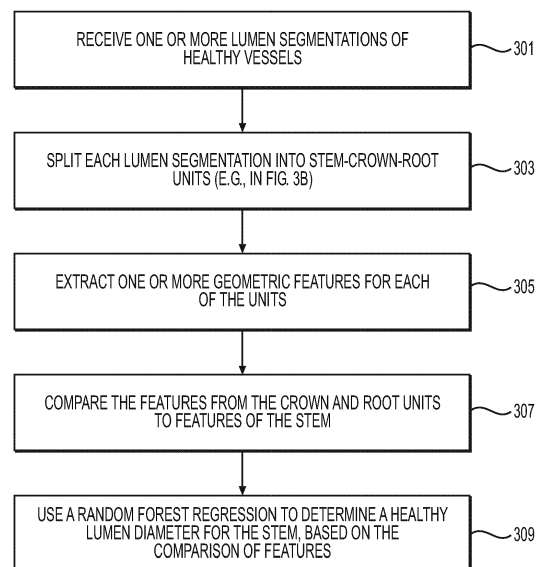 RECEIVE ONE OR MORE LUMEN SEGMENTATIONS OF
HEALTHY VESSELS
301
SPLIT EACH LUMEN SEGMENTATION INTO STEM-CROWN-ROOT
UNITS (E.G., IN FIG. 3B)
303
EXTRACT ONE OR MORE GEOMETRIC FEATURES FOR EACH
OF THE UNITS
305
COMPARE THE FEATURES FROM THE CROWN AND ROOT UNITS
TO FEATURES OF THE STEM
307
USE A RANDOM FOREST REGRESSION TO DETERMINE A HEALTHY
LUMEN DIAMETER FOR THE STEM, BASED ON THE
COMPARISON OF FEATURES
309